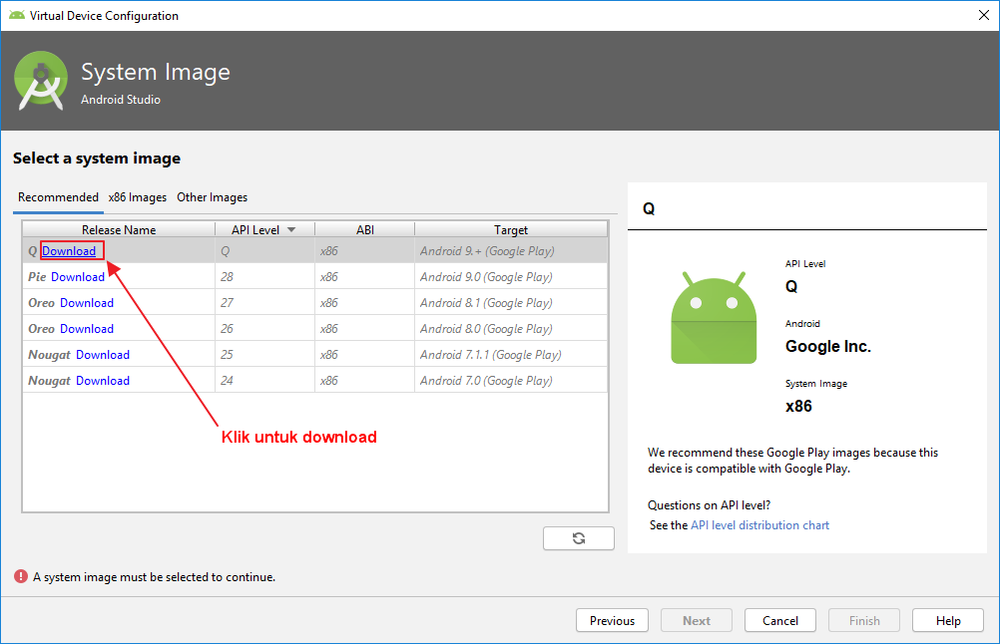 Virtual Device Configuration
System Image
Android Studio
Select a system image
Recommended x86 Images Other Images
Release Name API Level ABI Target
Q Download Q x86 Android 9.+ (Google Play)
Pie Download 28 x86 Android 9.0 (Google Play)
Oreo Download 27 x86 Android 8.1 (Google Play)
Oreo Download 26 x86 Android 8.0 (Google Play)
Nougat Download 25 x86 Android 7.1.1 (Google Play)
Nougat Download 24 x86 Android 7.0 (Google Play)
Klik untuk download
Q
API Level
Q
Android
Google Inc.
System Image
x86
We recommend these Google Play images because this
device is compatible with Google Play.
Questions on API level?
See the API level distribution chart
A system image must be selected to continue.
Previous Next Cancel Finish Help